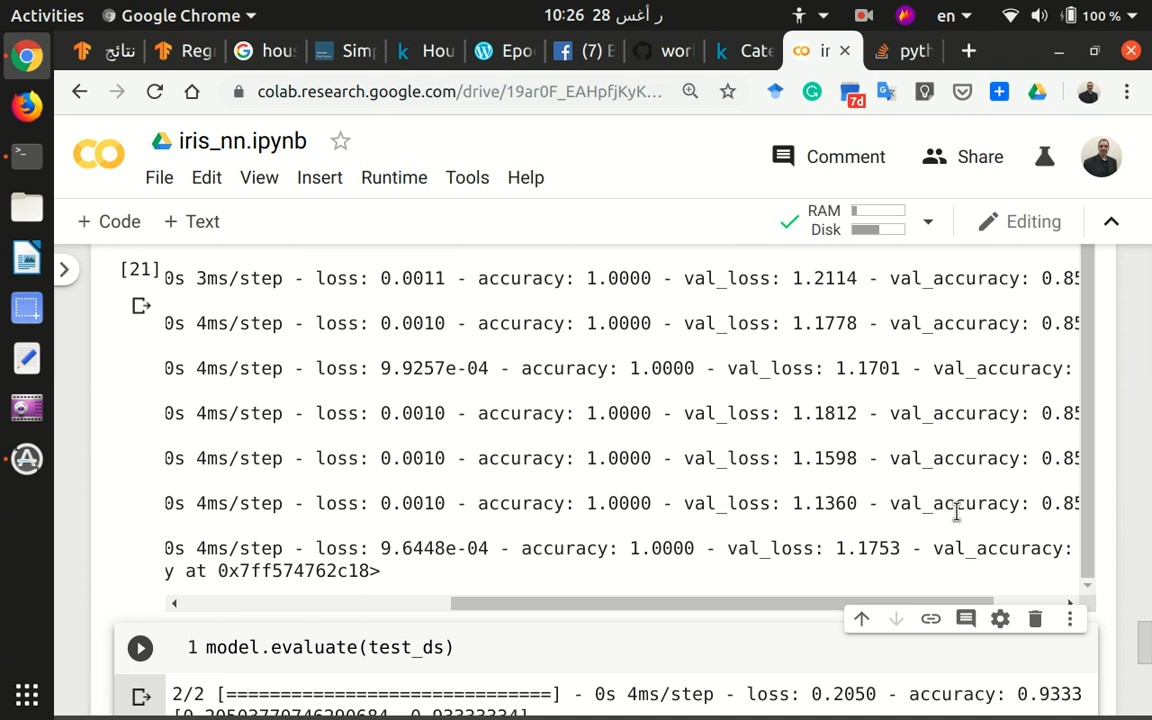 Activities Google Chrome ر أغس 28 10:26 en 100 %
نتائج Reg hou Sim Hou Epo (7) E wor Cate ir pyth
colab.research.google.com/drive/19ar0F_EAHpfjKyK... 7d
iris_nn.ipynb
Comment Share
File Edit View Insert Runtime Tools Help
+ Code + Text RAM Disk Editing
[21] 0s 3ms/step - loss: 0.0011 - accuracy: 1.0000 - val_loss: 1.2114 - val_accuracy: 0.85
0s 4ms/step - loss: 0.0010 - accuracy: 1.0000 - val_loss: 1.1778 - val_accuracy: 0.85
0s 4ms/step - loss: 9.9257e-04 - accuracy: 1.0000 - val_loss: 1.1701 - val_accuracy:
0s 4ms/step - loss: 0.0010 - accuracy: 1.0000 - val_loss: 1.1812 - val_accuracy: 0.85
0s 4ms/step - loss: 0.0010 - accuracy: 1.0000 - val_loss: 1.1598 - val_accuracy: 0.85
0s 4ms/step - loss: 0.0010 - accuracy: 1.0000 - val_loss: 1.1360 - val_accuracy: 0.85
0s 4ms/step - loss: 9.6448e-04 - accuracy: 1.0000 - val_loss: 1.1753 - val_accuracy:
y at 0x7ff574762c18>
1 model.evaluate(test_ds)
2/2 [==============================] - 0s 4ms/step - loss: 0.2050 - accuracy: 0.9333
[0.20503770746290684, 0.93333334]